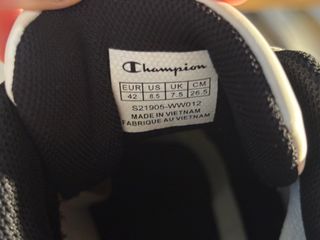 Champion
EUR US UK CM
42 8.5 7.5 26.5
S21905-WW012
MADE IN VIETNAM
FABRIQUE AU VIETNAM